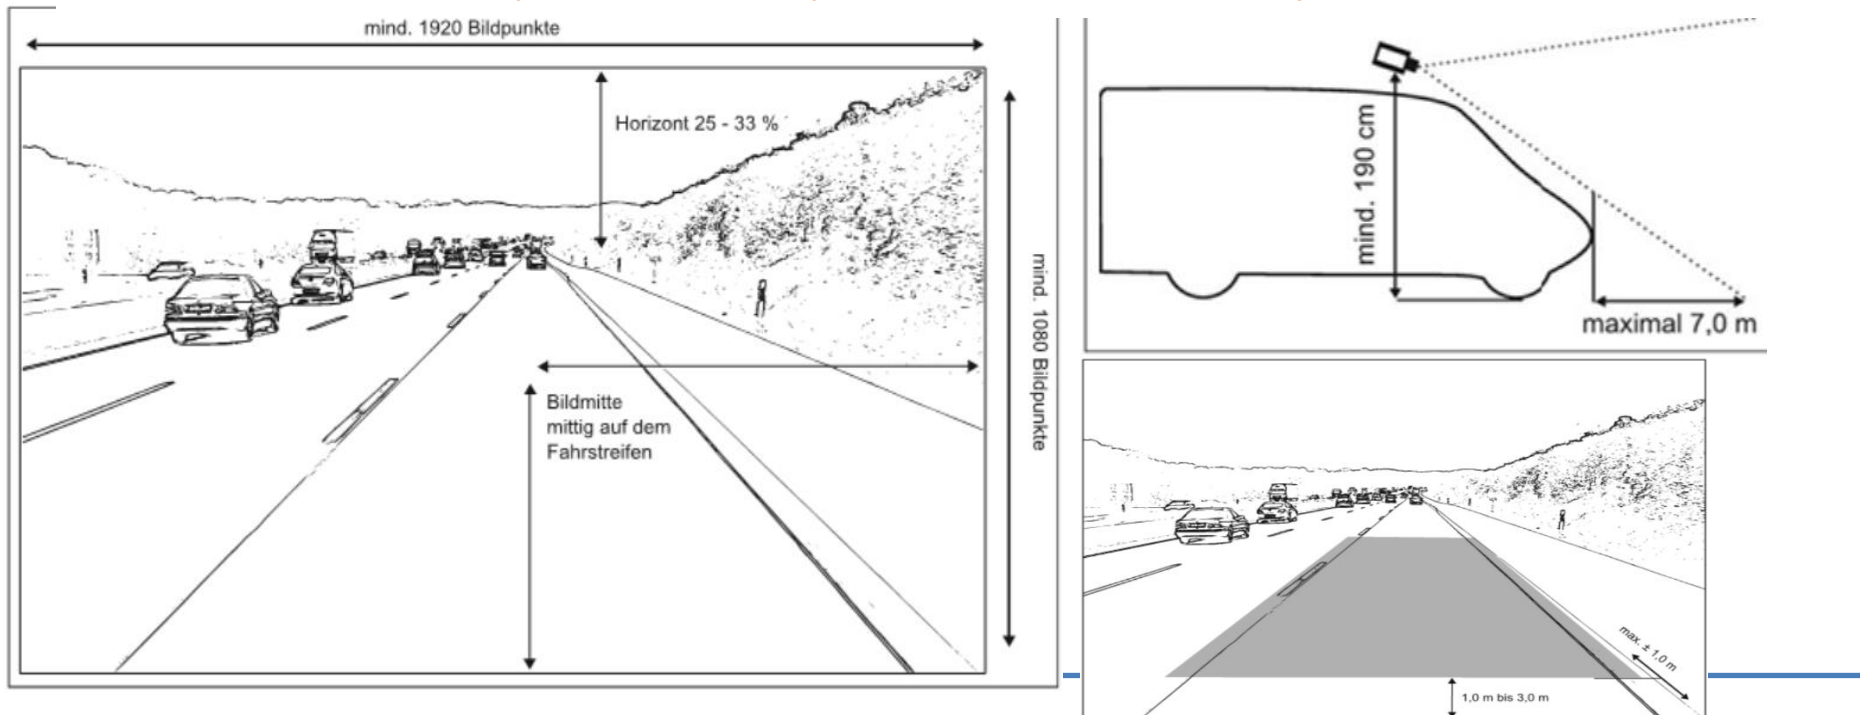 mind. 1920 Bildpunkte
Horizont 25 - 33 %
mind. 1080 Bildpunkte
Bildmitte
mittig auf dem
Fahrstreifen
mind. 190 cm
maximal 7,0 m
max. ± 1,0 m
1,0 m bis 3,0 m